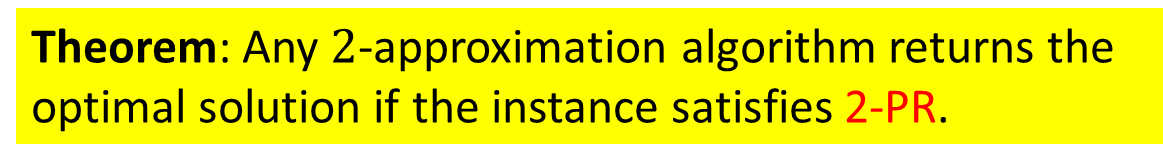 Theorem: Any 2-approximation algorithm returns the
optimal solution if the instance satisfies 2-PR.